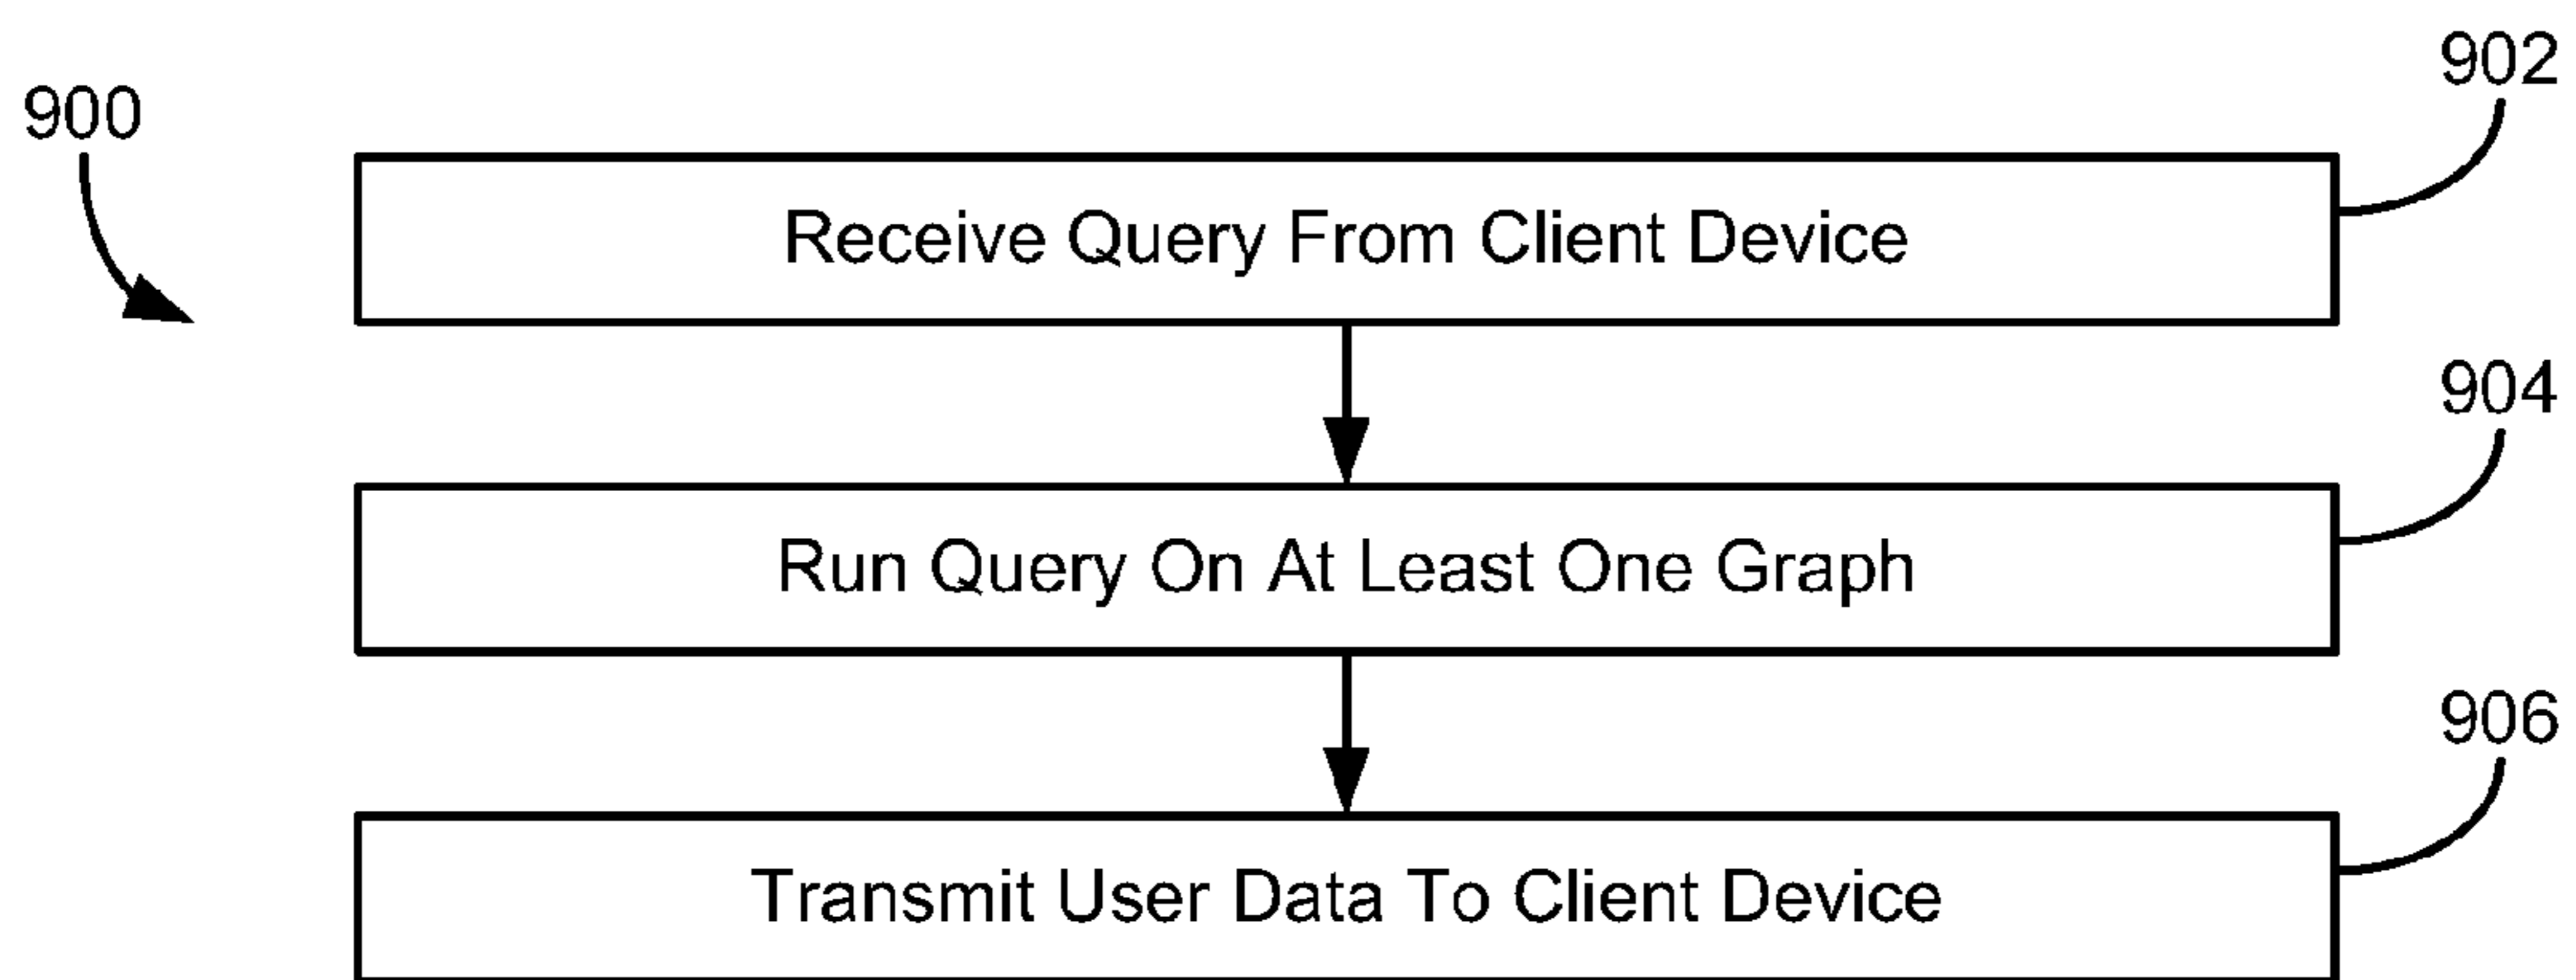 900
902
Receive Query From Client Device
904
Run Query On At Least One Graph
906
Transmit User Data To Client Device